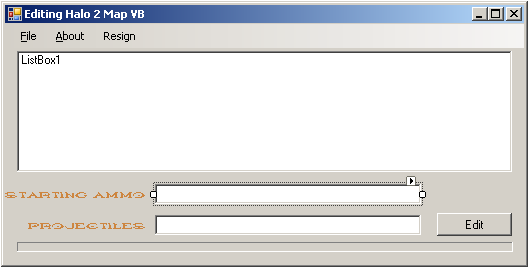 Editing Halo 2 Map VB
File About Resign
ListBox1
STARTING AMMO
PROJECTILES
Edit